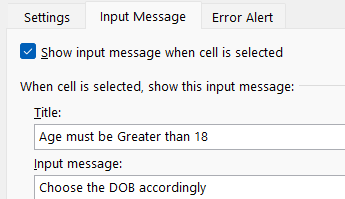 Settings Input Message Error Alert
Show input message when cell is selected
When cell is selected, show this input message:
Title:
Age must be Greater than 18
Input message:
Choose the DOB accordingly